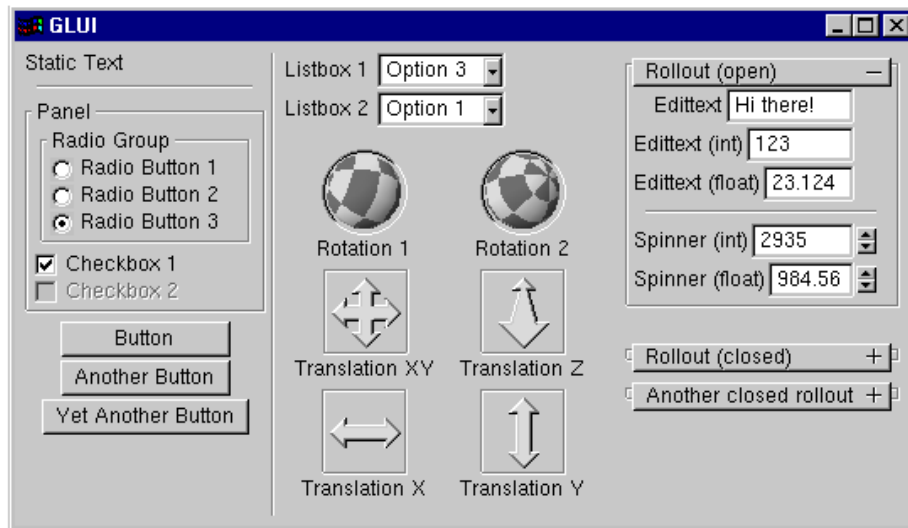 GLUI
Static Text
Panel
Radio Group
Radio Button 1
Radio Button 2
Radio Button 3
Checkbox 1
Checkbox 2
Button
Another Button
Yet Another Button
Listbox 1 Option 3
Listbox 2 Option 1
Rotation 1 Rotation 2
Translation XY Translation Z
Translation X Translation Y
Rollout (open)
Edittext Hi there!
Edittext (int) 123
Edittext (float) 23.124
Spinner (int) 2935
Spinner (float) 984.56
Rollout (closed)
Another closed rollout